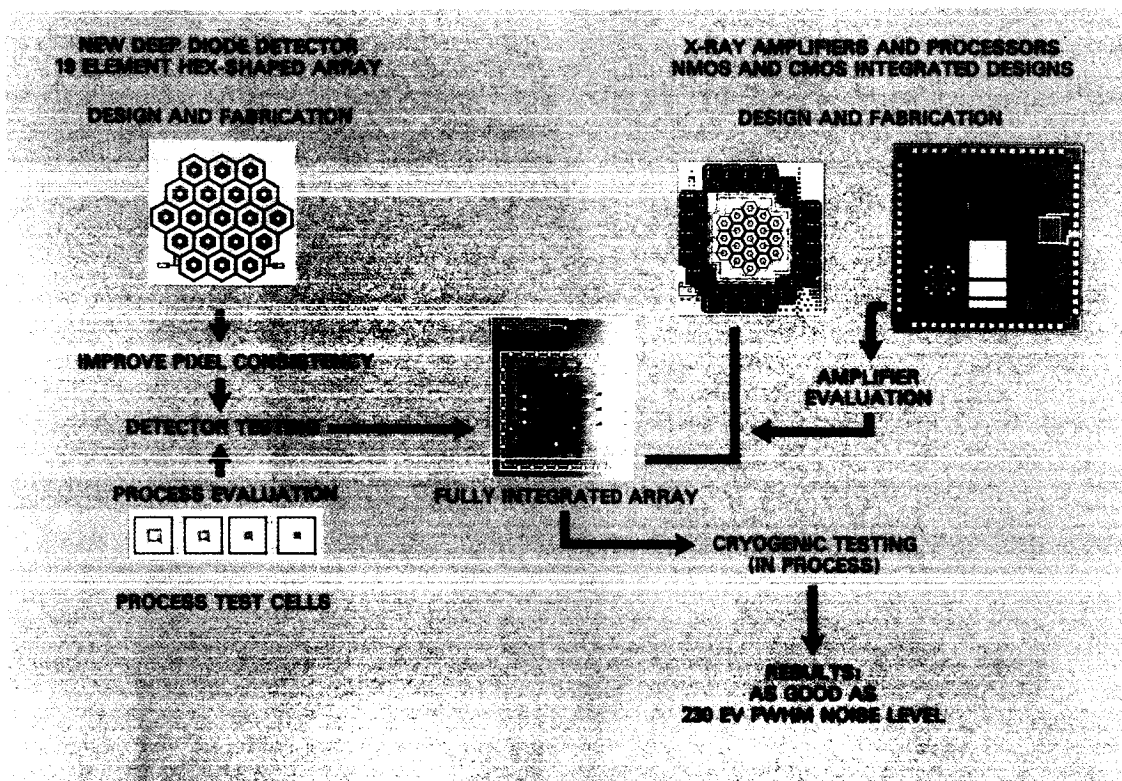 NEW DEEP DIODE DETECTOR
19 ELEMENT HEX-SHAPED ARRAY
DESIGN AND FABRICATION
IMPROVE PIXEL CONSISTENCY
DETECTOR TESTING
PROCESS EVALUATION
PROCESS TEST CELLS
X-RAY AMPLIFIERS AND PROCESSORS
NMOS AND CMOS INTEGRATED DESIGNS
DESIGN AND FABRICATION
AMPLIFIER
EVALUATION
FULLY INTEGRATED ARRAY
CRYOGENIC TESTING
(IN PROCESS)
RESULTS:
AS GOOD AS
230 EV FWHM NOISE LEVEL